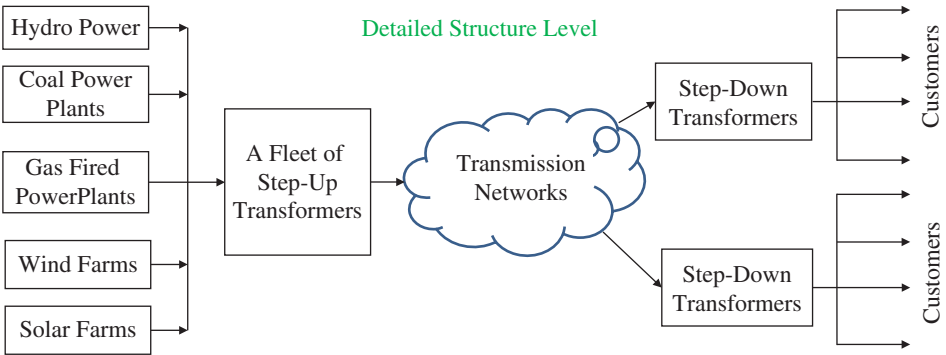 Detailed Structure Level
Hydro Power
Coal Power
Plants
Gas Fired
PowerPlants
Wind Farms
Solar Farms
A Fleet of
Step-Up
Transformers
Transmission
Networks
Step-Down
Transformers
Customers
Step-Down
Transformers
Customers